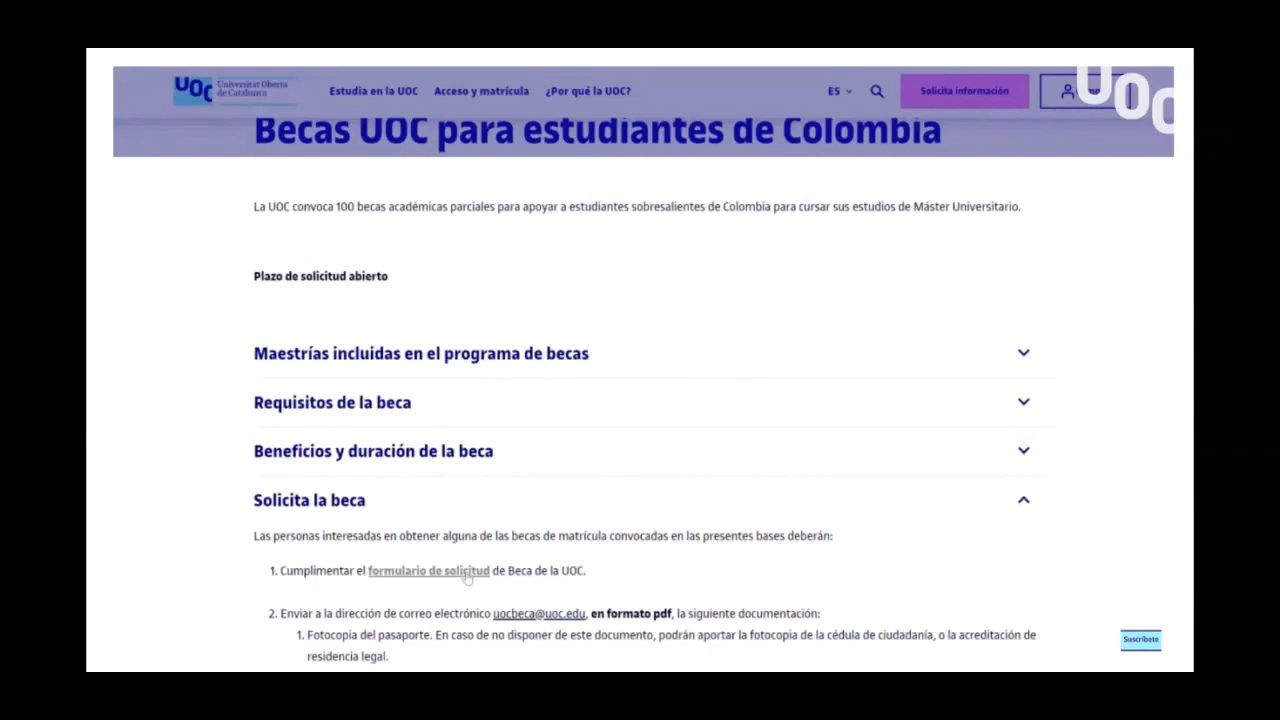 UOC Universitat Oberta
de Catalunya
Estudia en la UOC Acceso y matrícula ¿Por qué la UOC? ES Solicita información
UOC
Becas UOC para estudiantes de Colombia
La UOC convoca 100 becas académicas parciales para apoyar a estudiantes sobresalientes de Colombia para cursar sus estudios de Máster Universitario.
Plazo de solicitud abierto
Maestrías incluidas en el programa de becas
Requisitos de la beca
Beneficios y duración de la beca
Solicita la beca
Las personas interesadas en obtener alguna de las becas de matrícula convocadas en las presentes bases deberán:
1. Cumplimentar el formulario de solicitud de Beca de la UOC.
2. Enviar a la dirección de correo electrónico uocbeca@uoc.edu, en formato pdf, la siguiente documentación:
1. Fotocopia del pasaporte. En caso de no disponer de este documento, podrán aportar la fotocopia de la cédula de ciudadanía, o la acreditación de
residencia legal.
Suscríbete